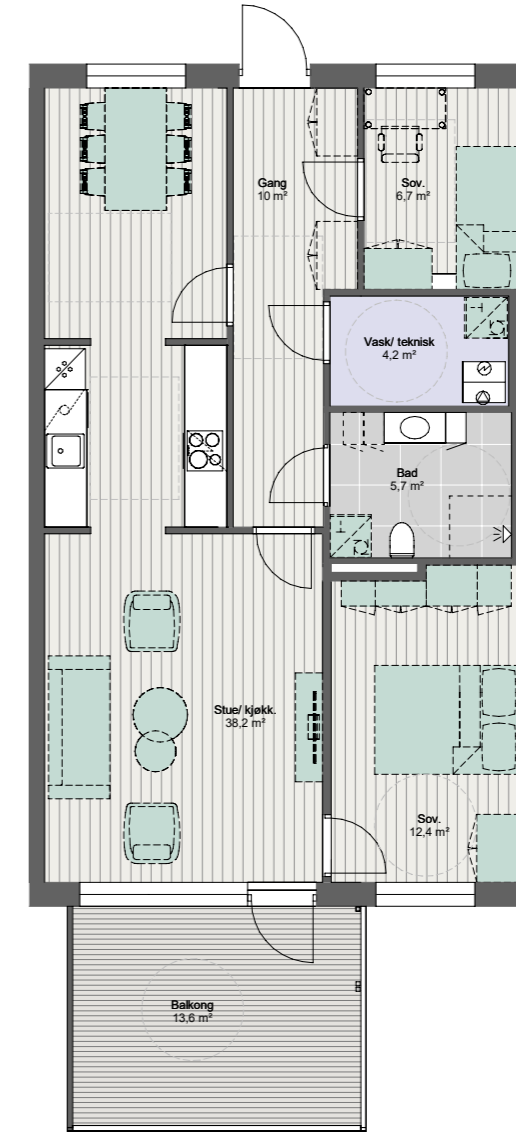 Gang
10 m²
Sov.
6,7 m²
Vask/ teknisk
4,2 m²
Bad
5,7 m²
Stue/ kjøkk.
38,2 m²
Sov.
12,4 m²
Balkong
13,6 m²